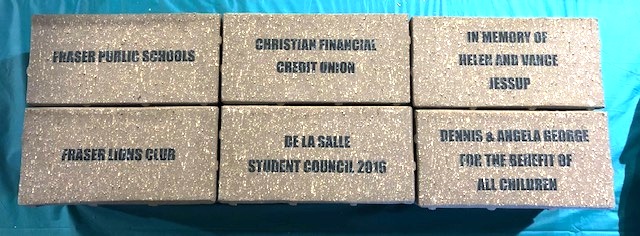 FRASER PUBLIC SCHOOLS
CHRISTIAN FINANCIAL
CREDIT UNION
IN MEMORY OF
HELEN AND VANCE
JESSUP
FRASER LIONS CLUB
DE LA SALLE
STUDENT COUNCIL 2016
DENNIS & ANGELA GEORGE
FOR THE BENEFIT OF
ALL CHILDREN